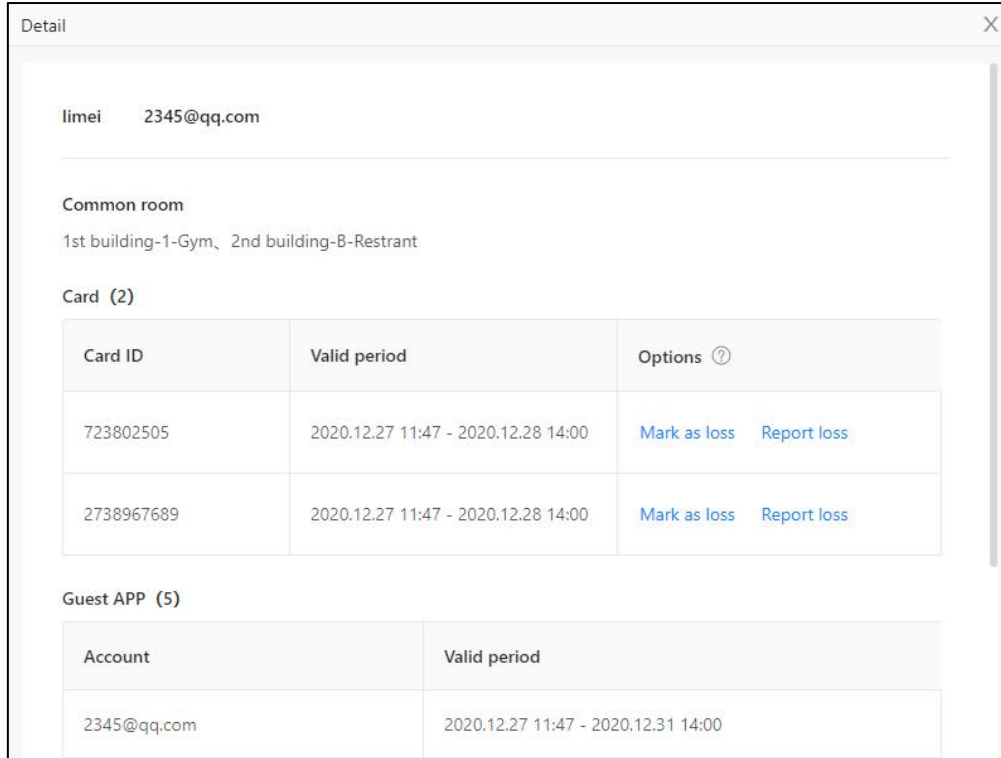 Detail X
limei 2345@qq.com
Common room
1st building-1-Gym、2nd building-B-Restrant
Card (2)
Card ID Valid period Options ?
723802505 2020.12.27 11:47 - 2020.12.28 14:00 Mark as loss Report loss
2738967689 2020.12.27 11:47 - 2020.12.28 14:00 Mark as loss Report loss
Guest APP (5)
Account Valid period
2345@qq.com 2020.12.27 11:47 - 2020.12.31 14:00